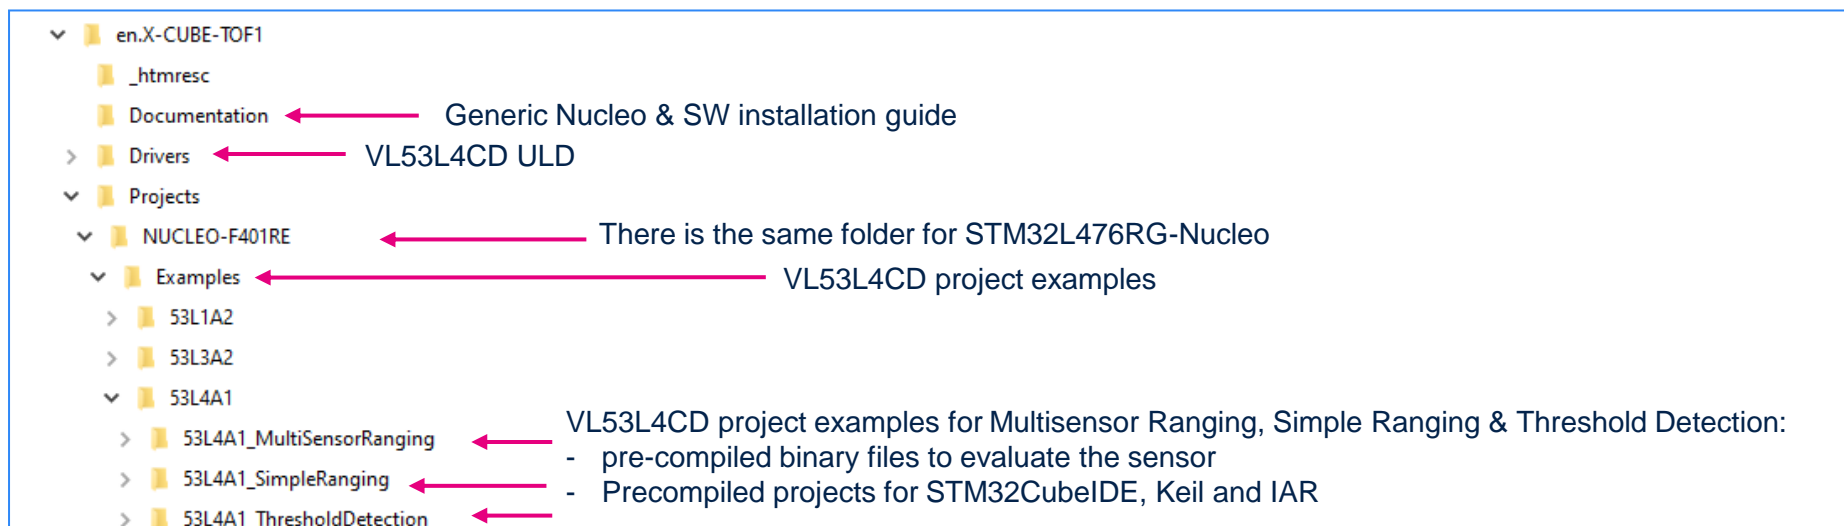 en.X-CUBE-TOF1
_htmresc
Documentation Generic Nucleo & SW installation guide
Drivers VL53L4CD ULD
Projects
NUCLEO-F401RE There is the same folder for STM32L476RG-Nucleo
Examples VL53L4CD project examples
53L1A2
53L3A2
53L4A1
VL53L4CD project examples for Multisensor Ranging, Simple Ranging & Threshold Detection:
53L4A1_MultiSensorRanging
- pre-compiled binary files to evaluate the sensor
53L4A1_SimpleRanging
- Precompiled projects for STM32CubeIDE, Keil and IAR
53L4A1_ThresholdDetection